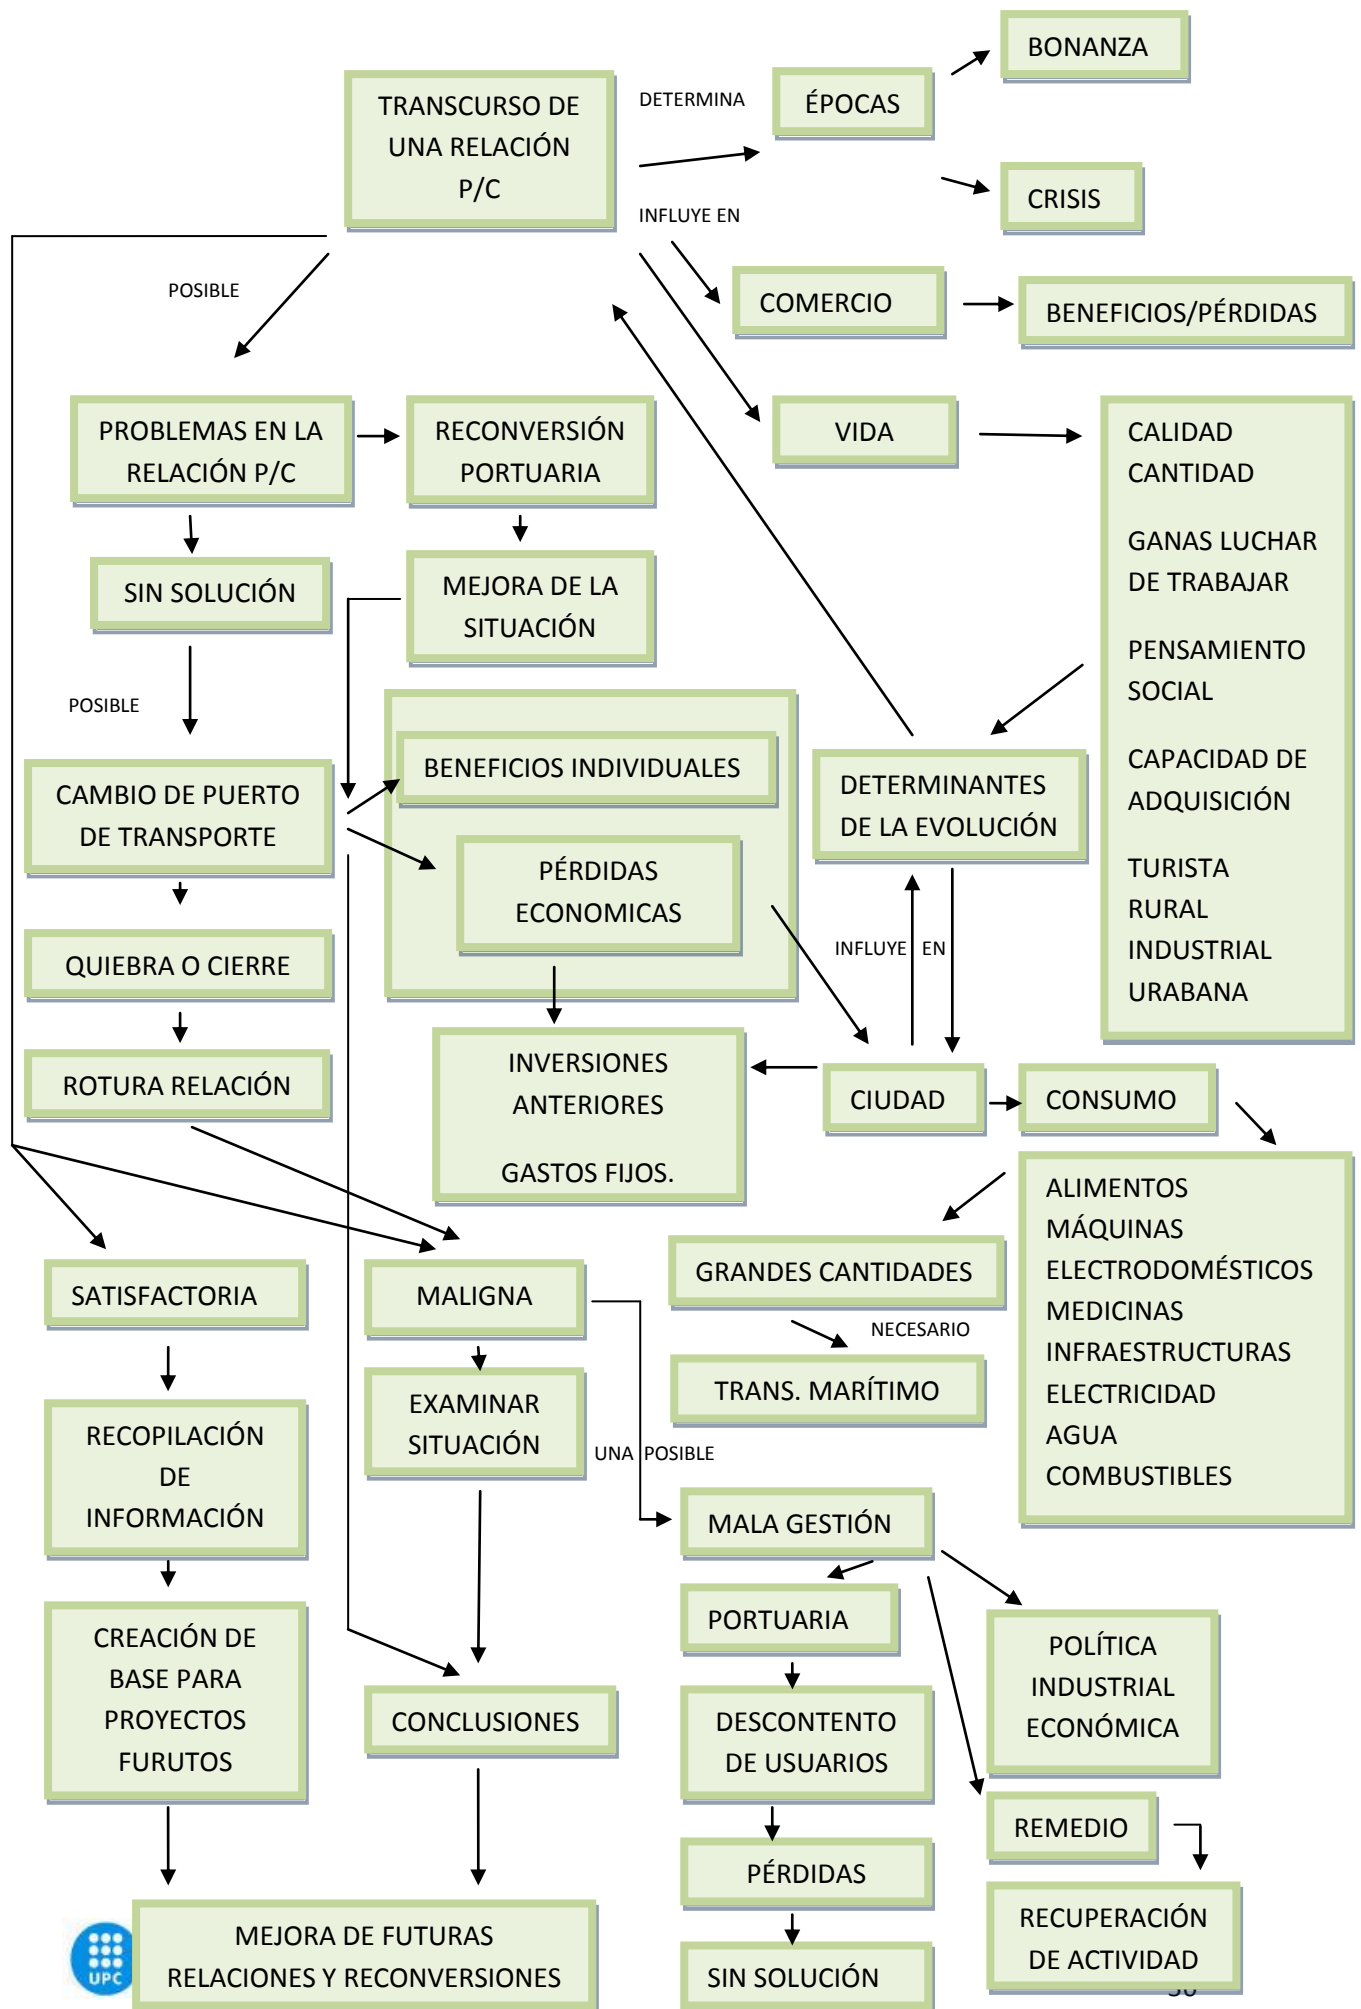 BONANZA
TRANSCURSO DE
UNA RELACIÓN
P/C
DETERMINA
ÉPOCAS
CRISIS
INFLUYE EN
POSIBLE
COMERCIO
BENEFICIOS/PÉRDIDAS
PROBLEMAS EN LA
RELACIÓN P/C
RECONVERSIÓN
PORTUARIA
VIDA
CALIDAD
CANTIDAD
GANAS LUCHAR
DE TRABAJAR
PENSAMIENTO
SOCIAL
CAPACIDAD DE
ADQUISICIÓN
TURISTA
RURAL
INDUSTRIAL
URABANA
SIN SOLUCIÓN
MEJORA DE LA
SITUACIÓN
POSIBLE
CAMBIO DE PUERTO
DE TRANSPORTE
BENEFICIOS INDIVIDUALES
PÉRDIDAS
ECONOMICAS
DETERMINANTES
DE LA EVOLUCIÓN
INFLUYE EN
QUIEBRA O CIERRE
ROTURA RELACIÓN
INVERSIONES
ANTERIORES
GASTOS FIJOS.
CIUDAD
CONSUMO
ALIMENTOS
MÁQUINAS
ELECTRODOMÉSTICOS
MEDICINAS
INFRAESTRUCTURAS
ELECTRICIDAD
AGUA
COMBUSTIBLES
GRANDES CANTIDADES
NECESARIO
TRANS. MARÍTIMO
SATISFACTORIA
MALIGNA
RECOPILACIÓN
DE
INFORMACIÓN
EXAMINAR
SITUACIÓN
UNA POSIBLE
MALA GESTIÓN
CREACIÓN DE
BASE PARA
PROYECTOS
FURUTOS
CONCLUSIONES
PORTUARIA
POLÍTICA
INDUSTRIAL
ECONÓMICA
DESCONTENTO
DE USUARIOS
REMEDIO
PÉRDIDAS
RECUPERACIÓN
DE ACTIVIDAD
SIN SOLUCIÓN
MEJORA DE FUTURAS
RELACIONES Y RECONVERSIONES
UPC